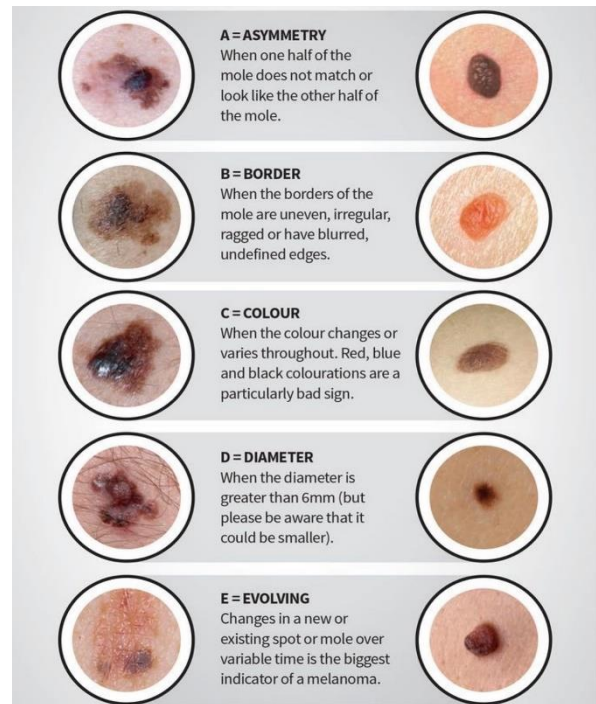 A = ASYMMETRY
When one half of the
mole does not match or
look like the other half of
the mole.
B = BORDER
When the borders of the
mole are uneven, irregular,
ragged or have blurred,
undefined edges.
C = COLOUR
When the colour changes or
varies throughout. Red, blue
and black colourations are a
particularly bad sign.
D = DIAMETER
When the diameter is
greater than 6mm (but
please be aware that it
could be smaller).
E = EVOLVING
Changes in a new or
existing spot or mole over
variable time is the biggest
indicator of a melanoma.